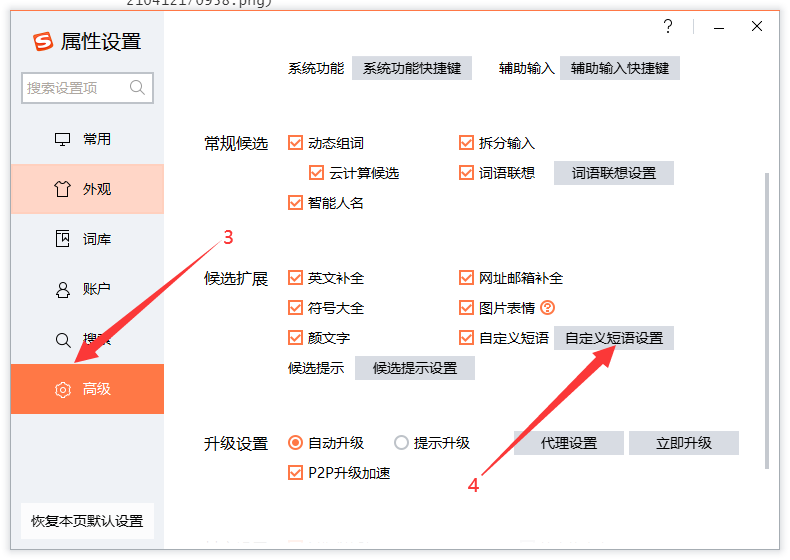 210412170938.png)
属性设置
?
搜索设置项
系统功能 系统功能快捷键 辅助输入 辅助输入快捷键
常用
常规候选 动态组词 拆分输入
云计算候选 词语联想 词语联想设置
外观
智能人名
词库
3
候选扩展 英文补全 网址邮箱补全
账户
符号大全 图片表情 ?
搜索
颜文字 自定义短语 自定义短语设置
候选提示 候选提示设置
高级
升级设置 自动升级 提示升级 代理设置 立即升级
P2P升级加速
4
恢复本页默认设置